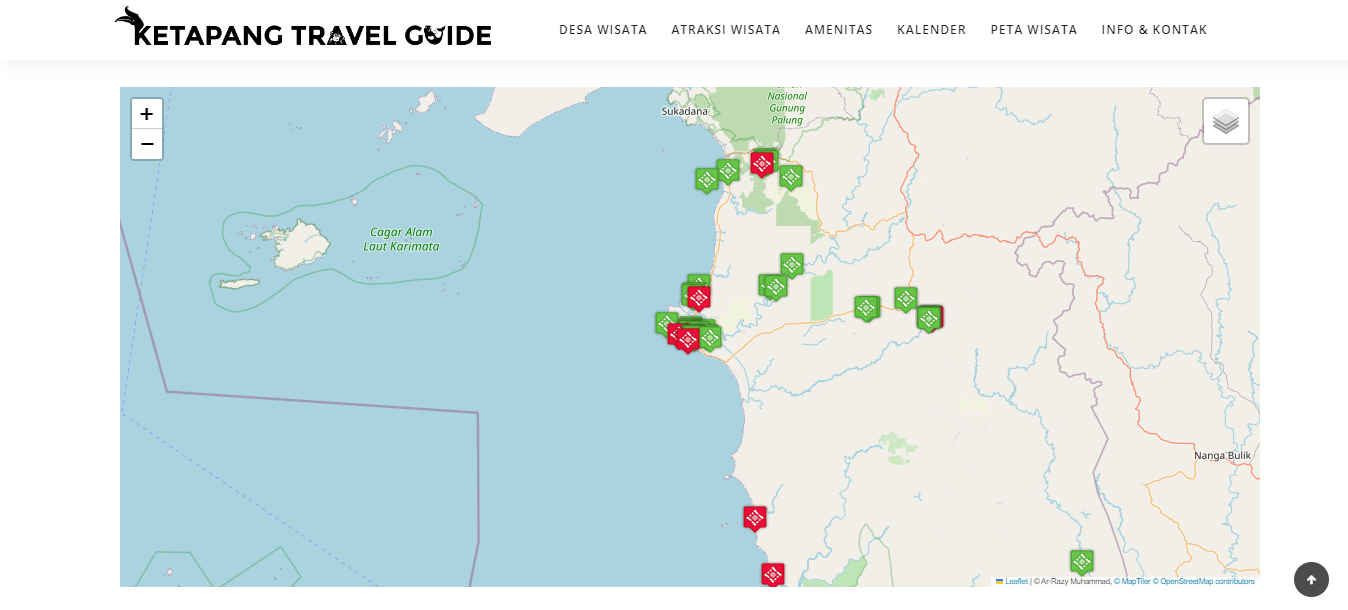 KETAPANG TRAVEL GUIDE
DESA WISATA
ATRAKSI WISATA
AMENITAS
KALENDER
PETA WISATA
INFO & KONTAK
+
−
Sukadana
Nasional
Gunung
Palung
Cagar Alam
Laut Karimata
Nanga Bulik
Leaflet | © Ar-Razy Muhammad, © MapTiler © OpenStreetMap contributors